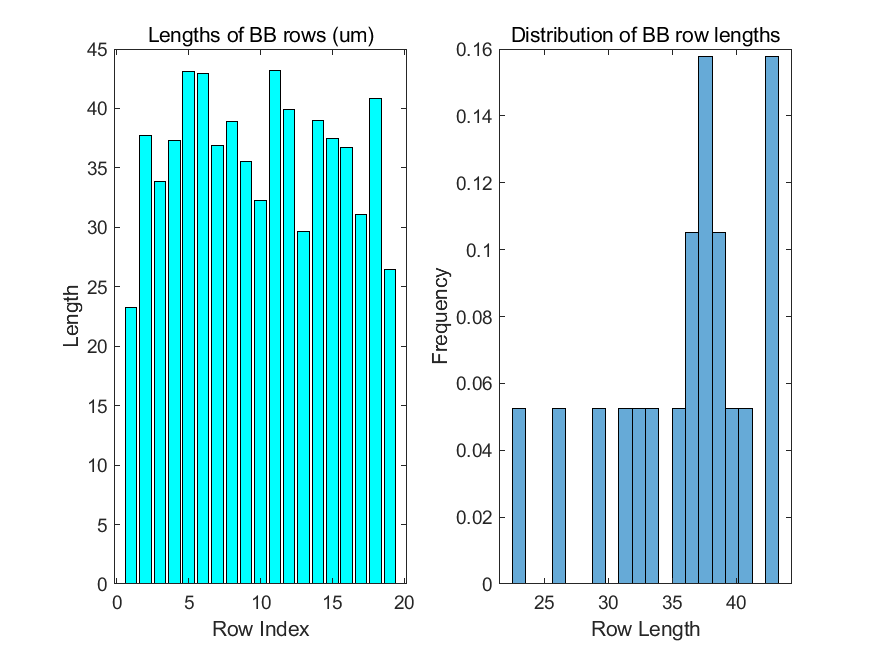 Lengths of BB rows (um)
45
40
35
30
25
20
15
10
5
0
Length
0 5 10 15 20
Row Index
Distribution of BB row lengths
0.16
0.14
0.12
0.1
0.08
0.06
0.04
0.02
0
Frequency
25 30 35 40
Row Length